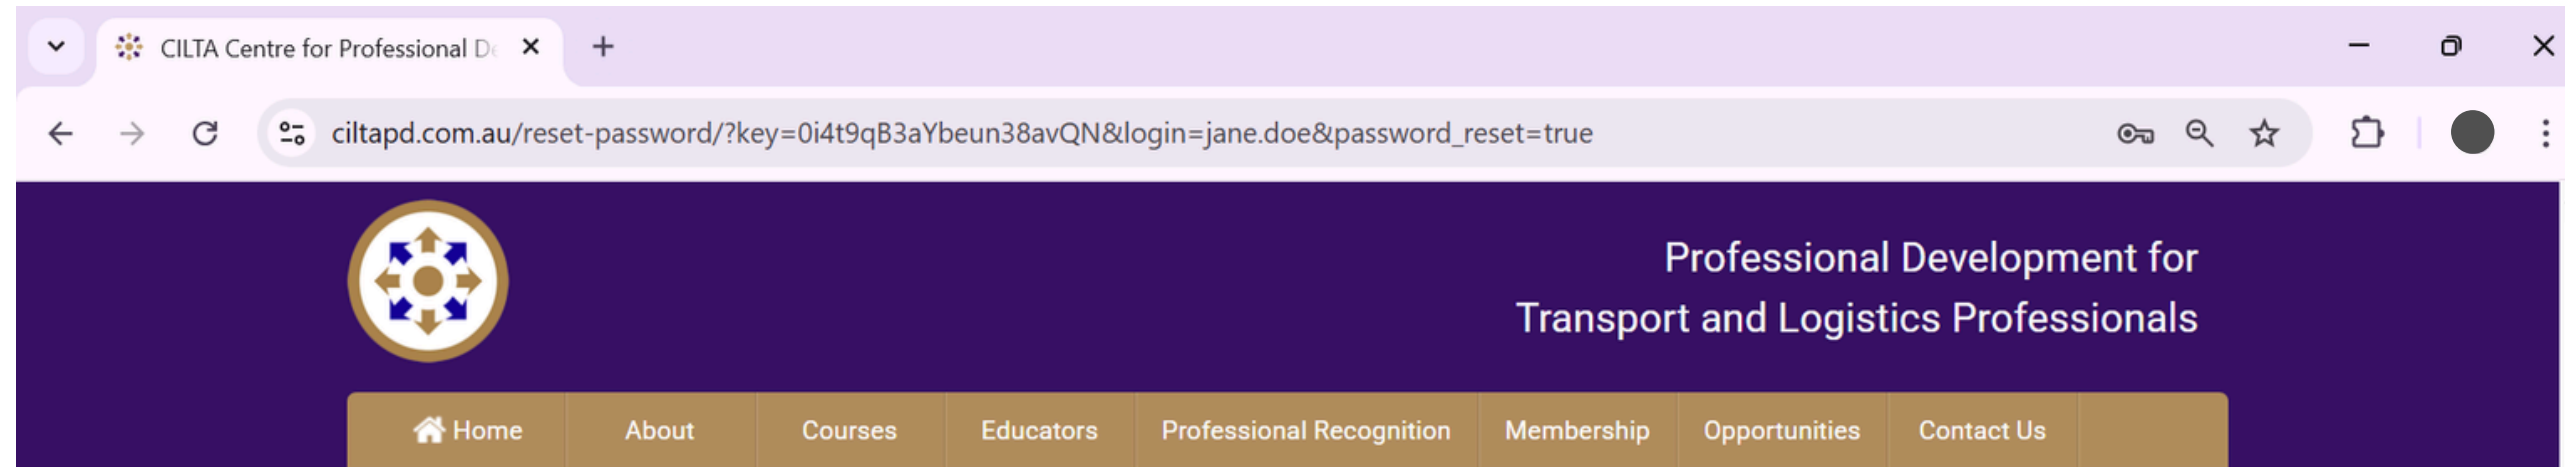 CILTA Centre for Professional De
ciltapd.com.au/reset-password/?key=0i4t9qB3aYbeun38avQN&login=jane.doe&password_reset=true
Professional Development for
Transport and Logistics Professionals
Home About Courses Educators Professional Recognition Membership Opportunities Contact Us